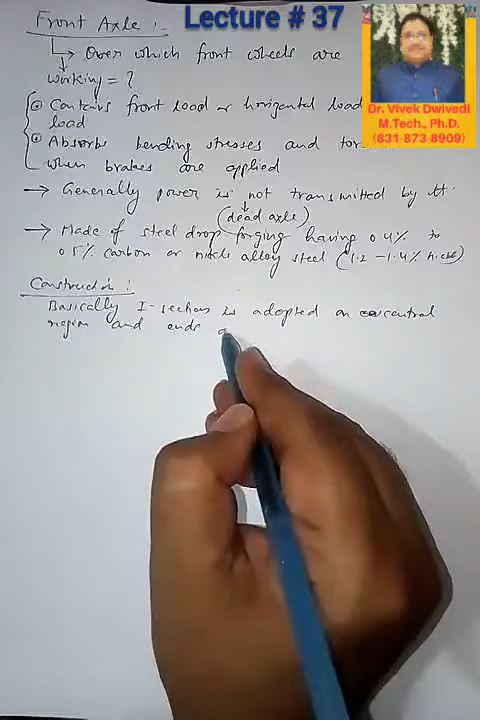 Lecture # 37
Front Axle :-
Over which front wheels are
working = ?
Contains front load or horizental load
load
Absorbs bending stresses and tor
when brakes are applied
Dr. Vivek Dwivedi
M.Tech., Ph.D.
(831-873-8909)
→ Generally power is not transmitted by it.
(dead axle)
→ Made of steel drop forging having 0.4% to
0.5% carbon or nickle alloy steel (1.2 - 1.4% nickel)
Construction :
Basically I-section is adopted on central
region and ends